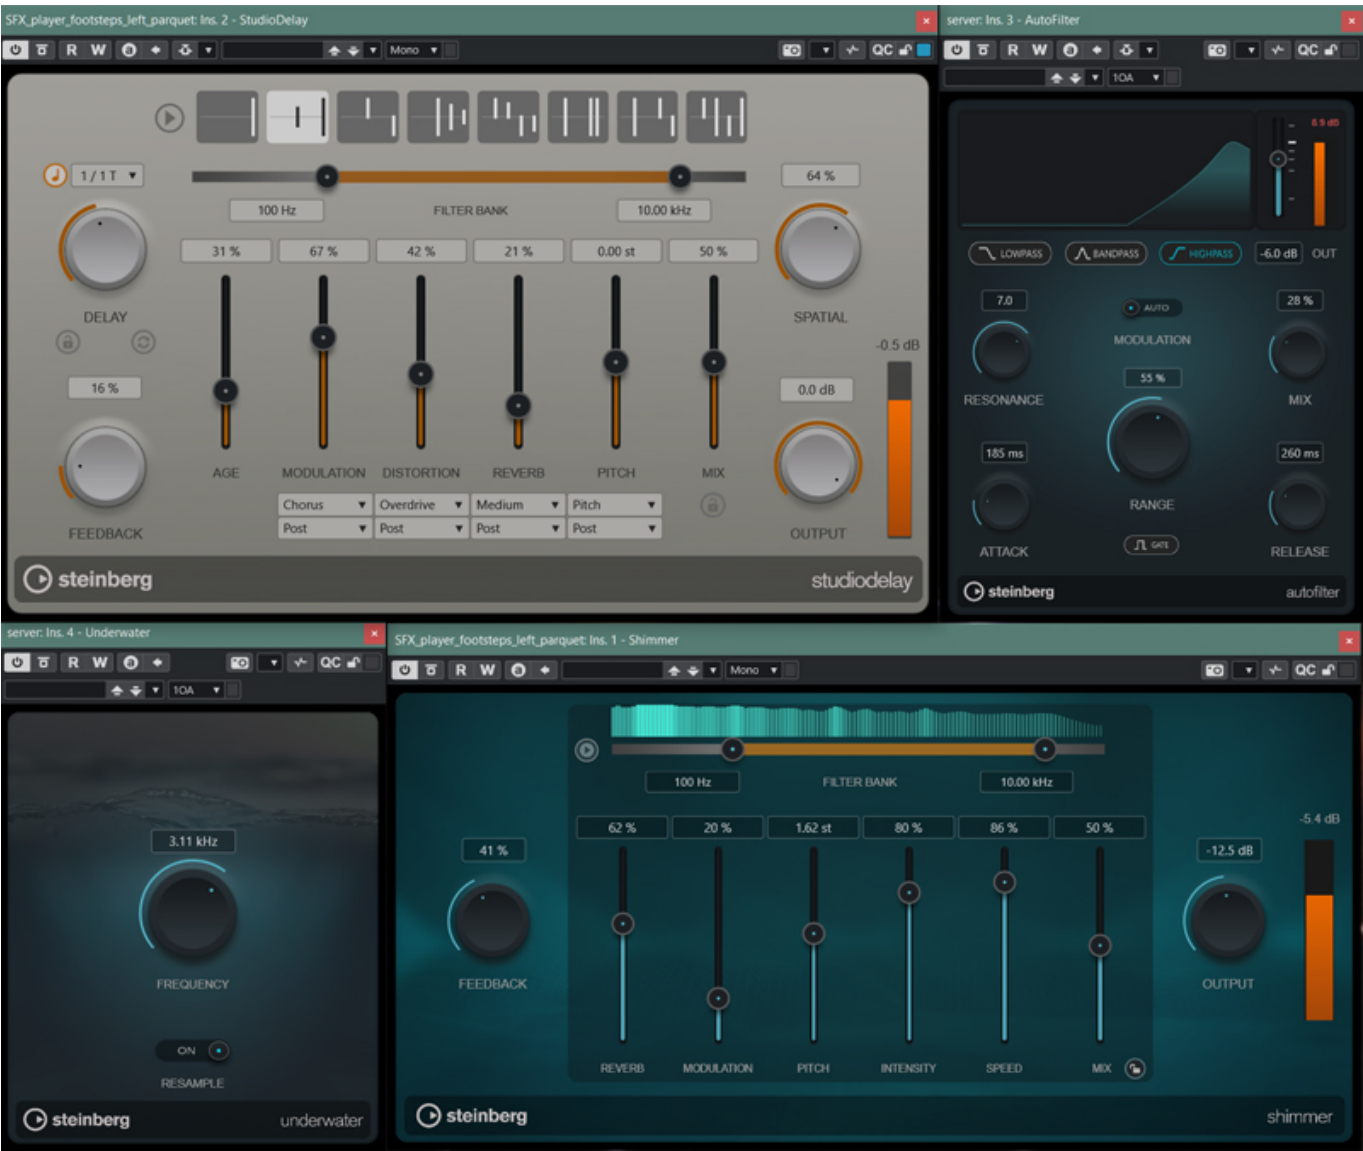 SFX_player_footsteps_left_parquet: Ins. 2 - StudioDelay
R W Mono QC
1/1T
64 %
100 Hz FILTER BANK 10.00 kHz
31 % 67 % 42 % 21 % 0.00 st 50 %
DELAY
SPATIAL
-0.5 dB
16 %
0.0 dB
AGE MODULATION DISTORTION REVERB PITCH MIX
Chorus Overdrive Medium Pitch
Post Post Post Post
FEEDBACK
OUTPUT
steinberg studiodelay
server: Ins. 3 - AutoFilter
R W QC
1OA
8.9 dB
LOWPASS BANDPASS HIGHPASS -6.0 dB OUT
7.0 AUTO 28 %
MODULATION
55 %
RESONANCE MIX
185 ms 260 ms
RANGE
ATTACK GATE RELEASE
steinberg autofilter
server: Ins. 4 - Underwater
R W QC
1OA
3.11 kHz
FREQUENCY
ON
RESAMPLE
steinberg underwater
SFX_player_footsteps_left_parquet: Ins. 1 - Shimmer
R W Mono QC
100 Hz FILTER BANK 10.00 kHz
62 % 20 % 1.62 st 80 % 86 % 50 %
-5.4 dB
41 %
-12.5 dB
FEEDBACK
OUTPUT
REVERB MODULATION PITCH INTENSITY SPEED MIX
steinberg shimmer